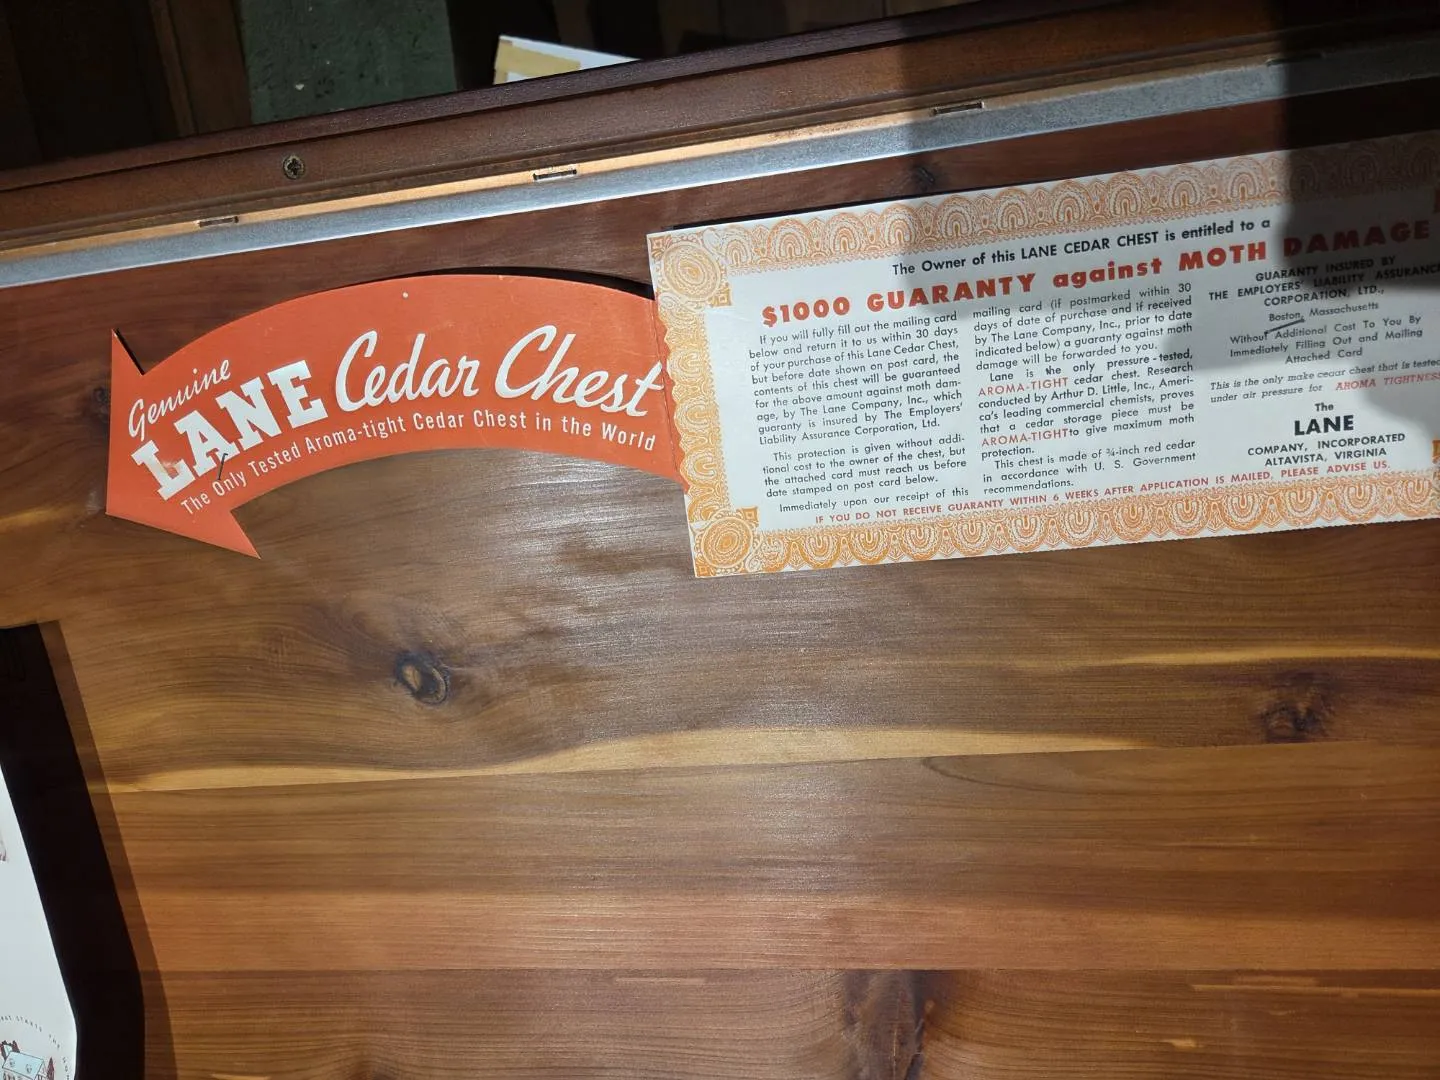 Genuine
LANE Cedar Chest
The Only Tested Aroma-tight Cedar Chest in the World
The Owner of this LANE CEDAR CHEST is entitled to a
$1000 GUARANTY against MOTH DAMAGE
If you will fully fill out the mailing card
below and return it to us within 30 days
of your purchase of this Lane Cedar Chest,
but before date shown on post card, the
contents of this chest will be guaranteed
for the above amount against moth dam-
age, by The Lane Company, Inc., which
guaranty is insured by The Employers'
Liability Assurance Corporation, Ltd.
This protection is given without addi-
tional cost to the owner of the chest, but
the attached card must reach us before
date stamped on post card below.
Immediately upon our receipt of this
mailing card (if postmarked within 30
days of date of purchase and if received
by The Lane Company, Inc., prior to date
indicated below) a guaranty against moth
damage will be forwarded to you.
Lane is the only pressure-tested,
AROMA-TIGHT cedar chest. Research
conducted by Arthur D. Little, Inc., Ameri-
ca's leading commercial chemists, proves
that a cedar storage piece must be
AROMA-TIGHT to give maximum moth
protection.
This chest is made of ¾-inch red cedar
in accordance with U. S. Government
recommendations.
GUARANTY INSURED BY
THE EMPLOYERS' LIABILITY ASSURANCE
CORPORATION, LTD.,
Boston, Massachusetts
Without Additional Cost To You By
Immediately Filling Out and Mailing
Attached Card
This is the only make cedar chest that is tested
under air pressure for AROMA TIGHTNESS
The
LANE
COMPANY, INCORPORATED
ALTAVISTA, VIRGINIA
IF YOU DO NOT RECEIVE GUARANTY WITHIN 6 WEEKS AFTER APPLICATION IS MAILED, PLEASE ADVISE US.
STARTS THE